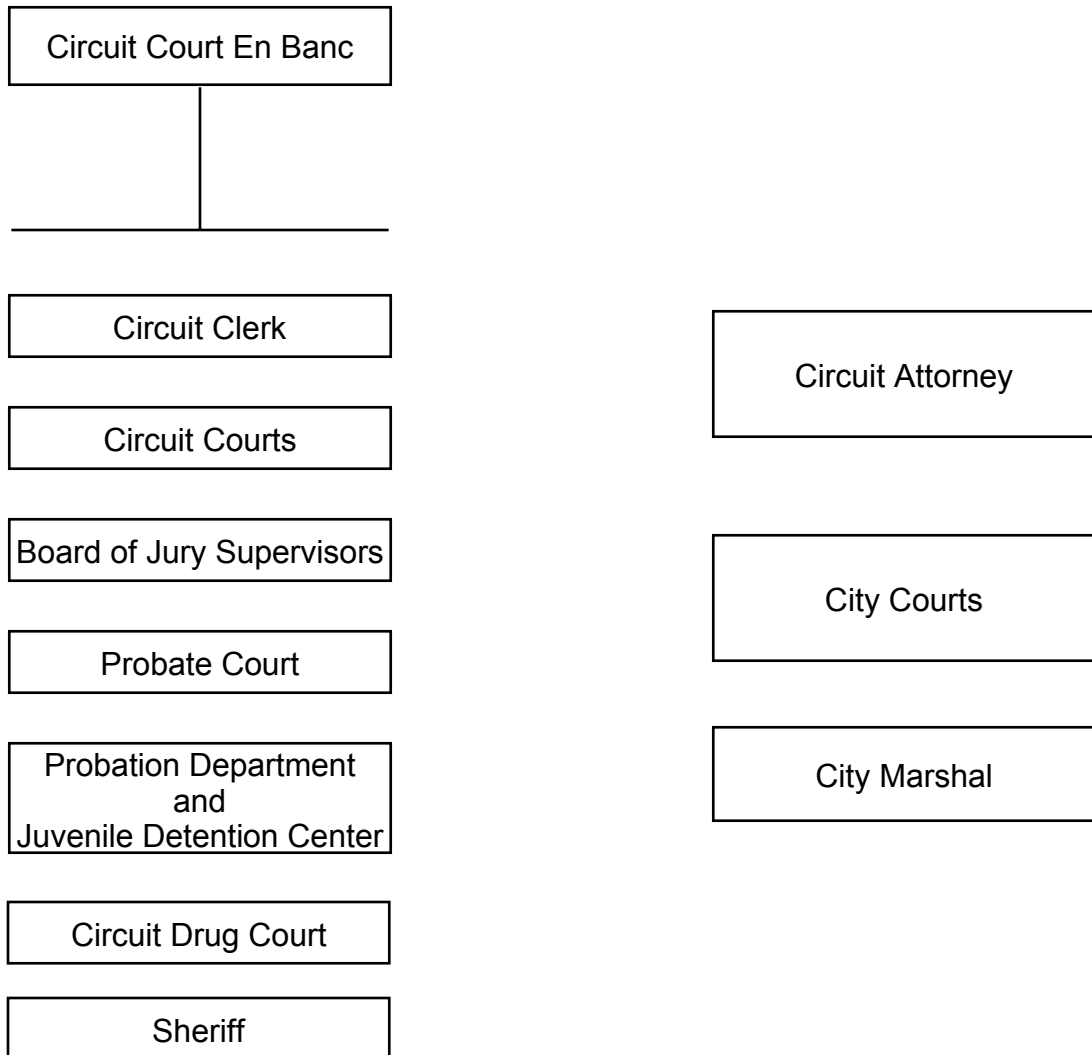 Circuit Court En Banc
Circuit Clerk
Circuit Courts
Board of Jury Supervisors
Probate Court
Probation Department
and
Juvenile Detention Center
Circuit Drug Court
Sheriff
Circuit Attorney
City Courts
City Marshal